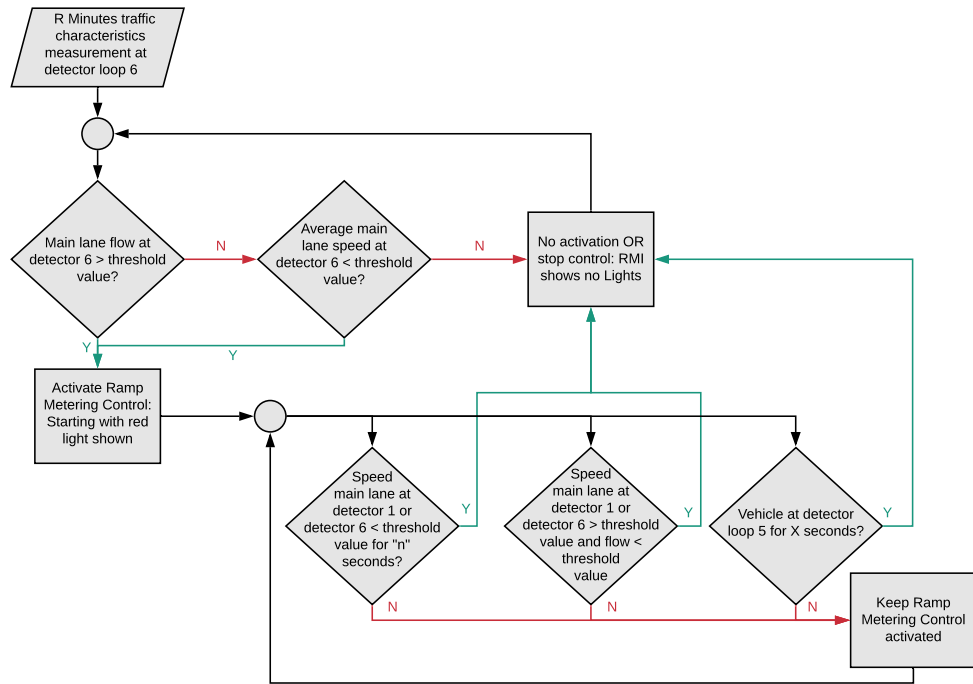 R Minutes traffic
characteristics
measurement at
detector loop 6
Main lane flow at
detector 6 > threshold
value?
N
Average main
lane speed at
detector 6 < threshold
value?
N
No activation OR
stop control: RMI
shows no Lights
Y
Y
Y
Activate Ramp
Metering Control:
Starting with red
light shown
Speed
main lane at
detector 1 or
detector 6 < threshold
value for "n"
seconds?
Y
Speed
main lane at
detector 1 or
detector 6 > threshold
value and flow <
threshold
value
Y
Vehicle at detector
loop 5 for X seconds?
Y
N
N
N
Keep Ramp
Metering Control
activated